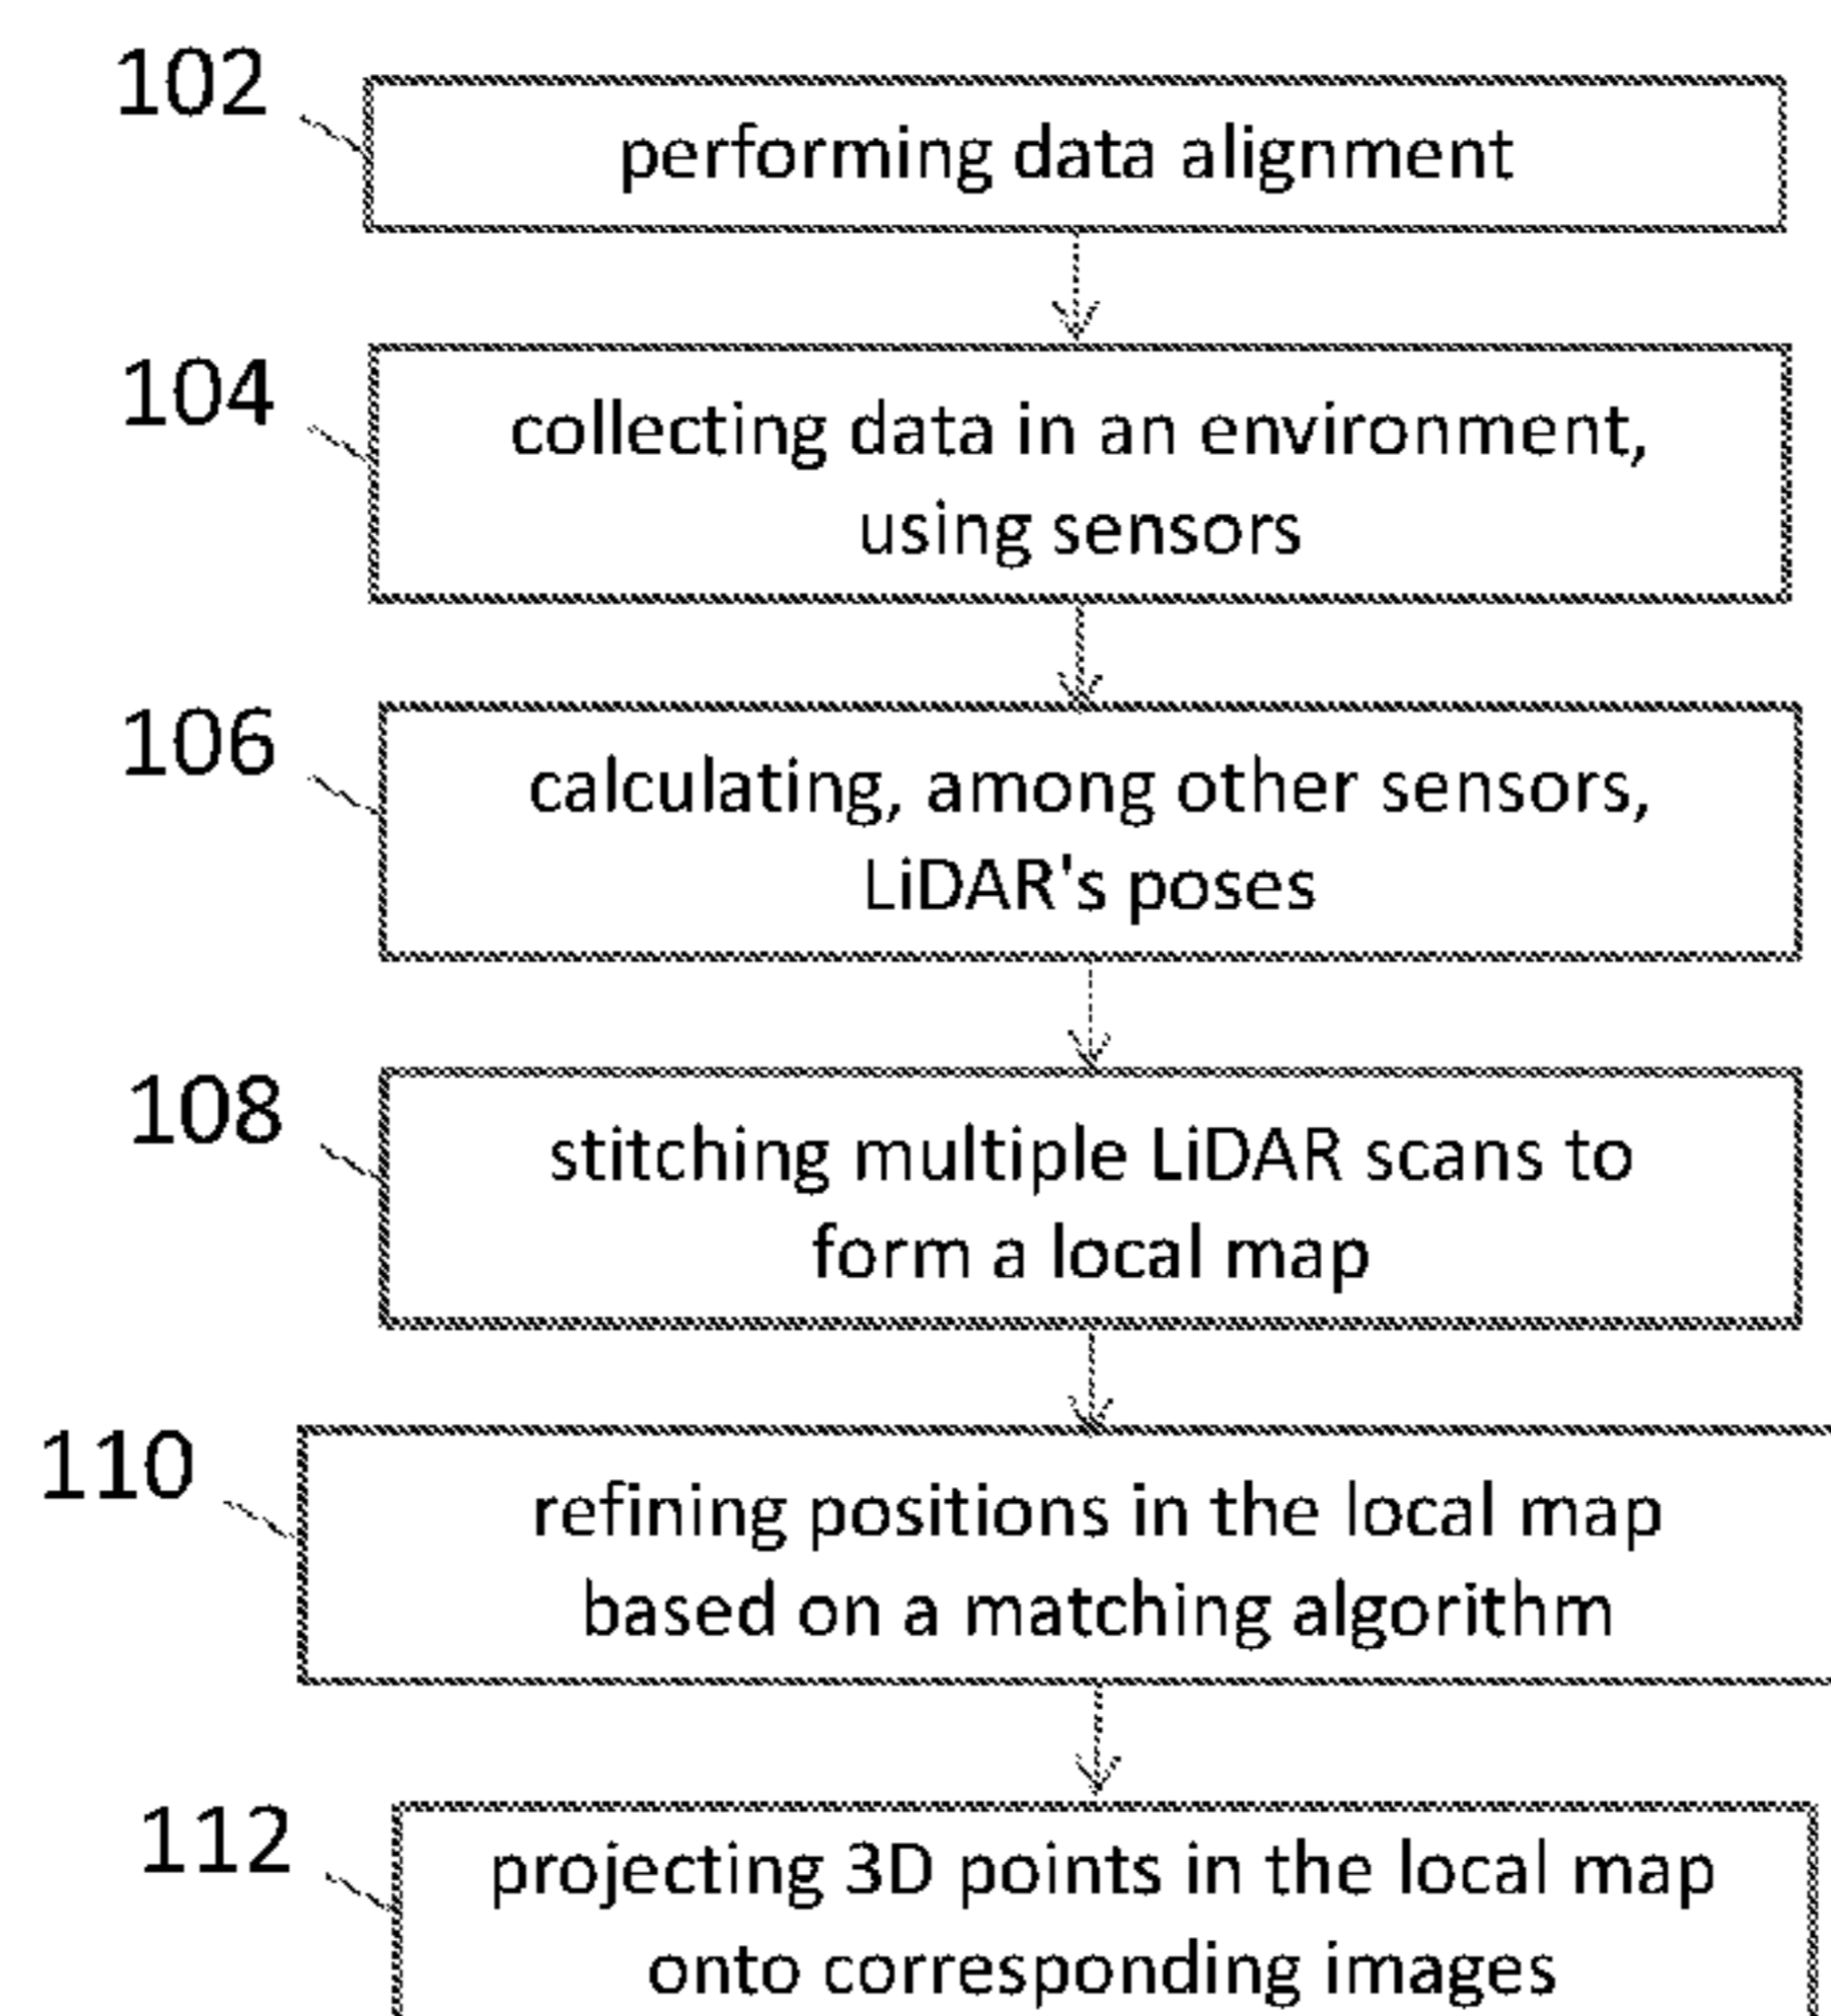 102
performing data alignment
104
collecting data in an environment,
using sensors
106
calculating, among other sensors,
LiDAR's poses
108
stitching multiple LiDAR scans to
form a local map
110
refining positions in the local map
based on a matching algorithm
112
projecting 3D points in the local map
onto corresponding images